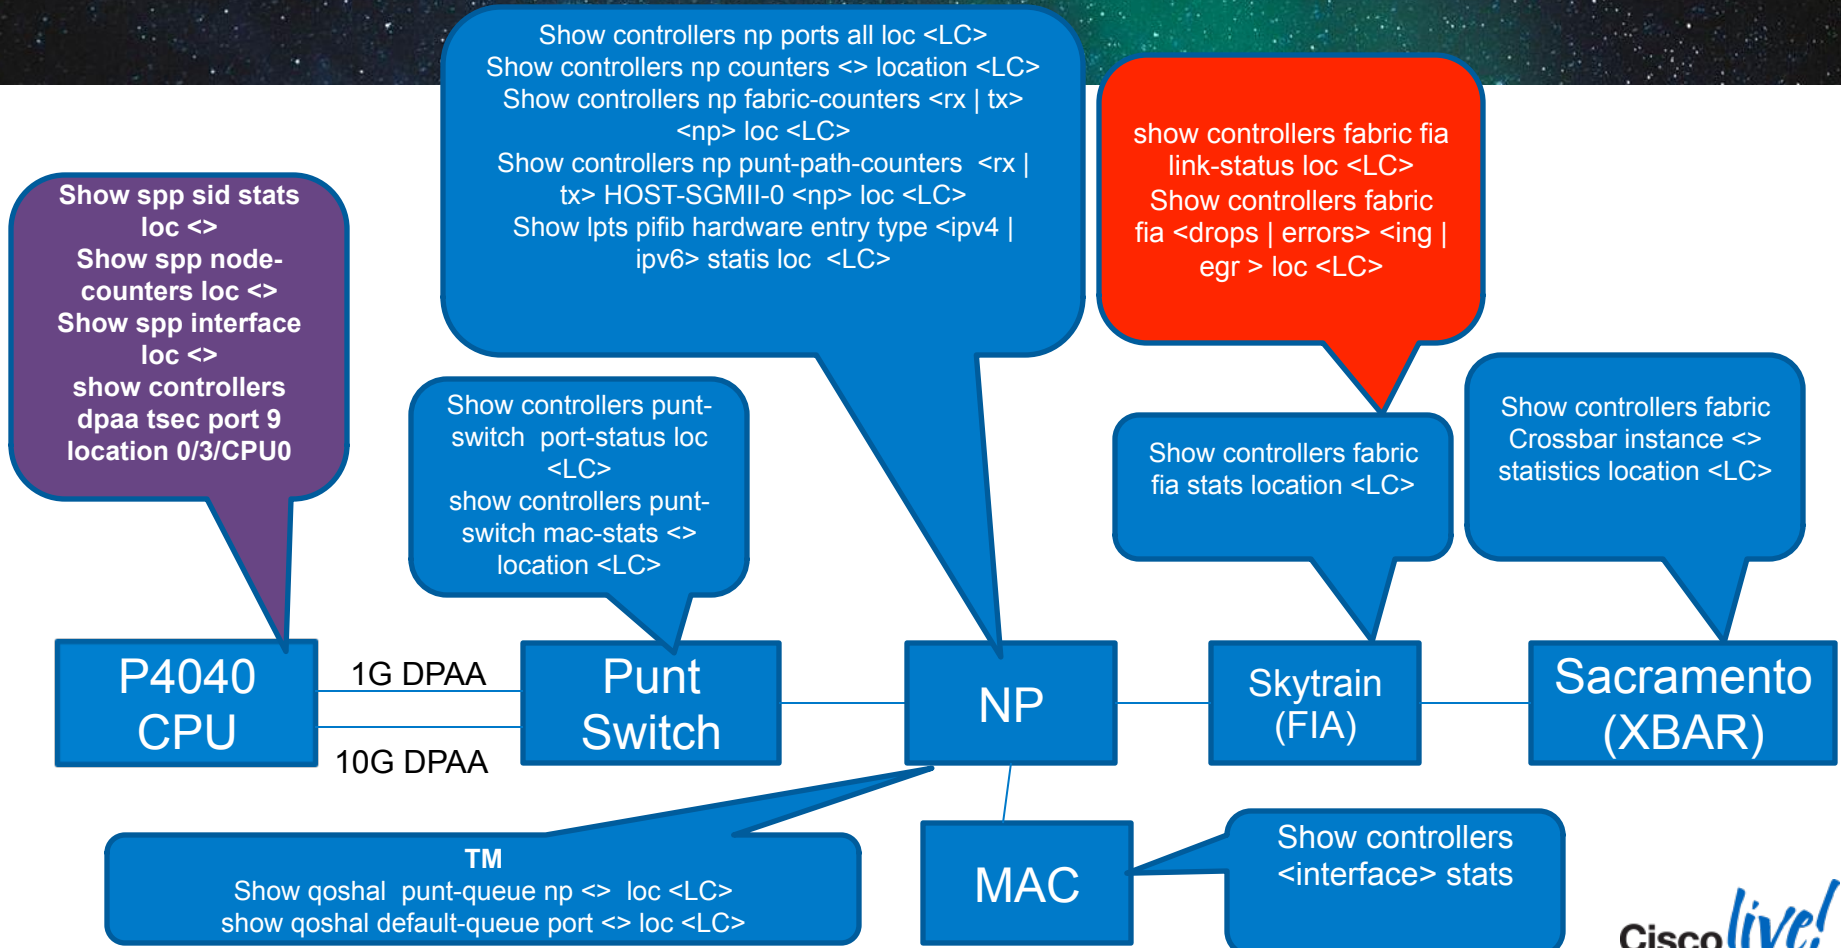 Show controllers np ports all loc <LC>
Show controllers np counters <> location <LC>
Show controllers np fabric-counters <rx | tx>
<np> loc <LC>
Show controllers np punt-path-counters <rx |
tx> HOST-SGMII-0 <np> loc <LC>
Show lpts pifib hardware entry type <ipv4 |
ipv6> statis loc <LC>
show controllers fabric fia
link-status loc <LC>
Show controllers fabric
fia <drops | errors> <ing |
egr > loc <LC>
Show spp sid stats
loc <>
Show spp node-
counters loc <>
Show spp interface
loc <>
show controllers
dpaa tsec port 9
location 0/3/CPU0
Show controllers punt-
switch port-status loc
<LC>
show controllers punt-
switch mac-stats <>
location <LC>
Show controllers fabric
fia stats location <LC>
Show controllers fabric
Crossbar instance <>
statistics location <LC>
P4040
CPU
1G DPAA
10G DPAA
Punt
Switch
NP
Skytrain
(FIA)
Sacramento
(XBAR)
TM
Show qoshal punt-queue np <> loc <LC>
show qoshal default-queue port <> loc <LC>
MAC
Show controllers
<interface> stats
Cisco live!